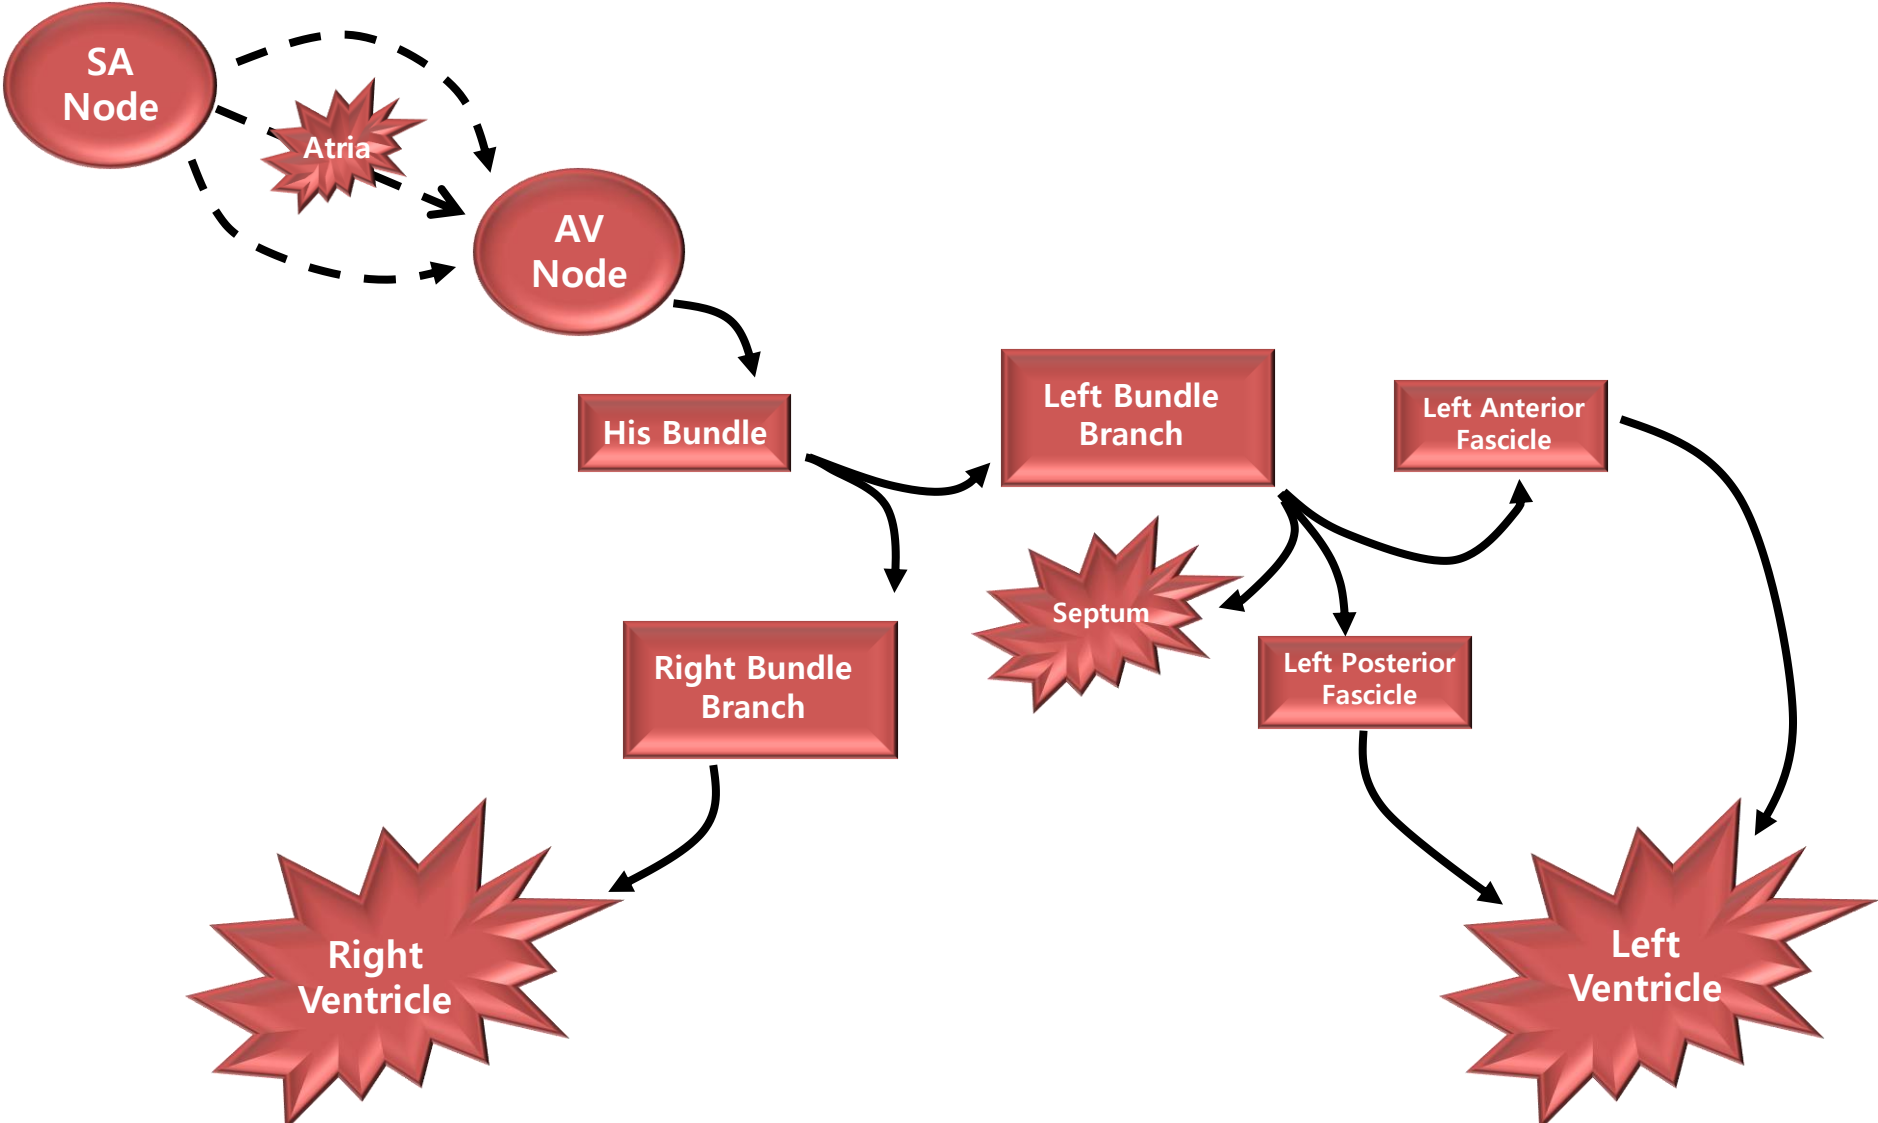 SA
Node
Atria
AV
Node
His Bundle
Left Bundle
Branch
Left Anterior
Fascicle
Septum
Right Bundle
Branch
Left Posterior
Fascicle
Right
Ventricle
Left
Ventricle